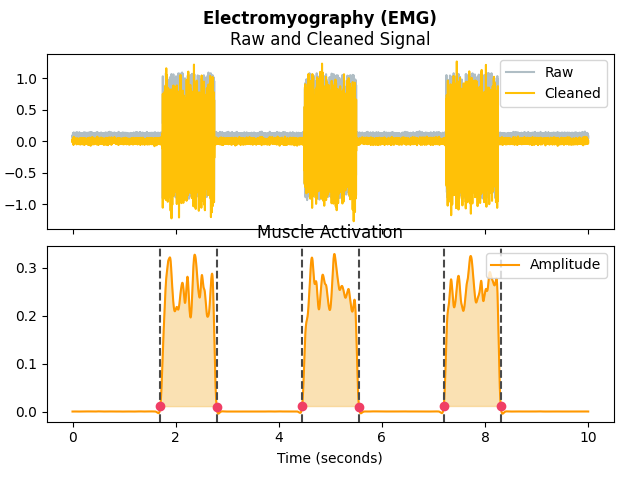 Electromyography (EMG)
Raw and Cleaned Signal
Raw
Cleaned
1.0
0.5
0.0
−0.5
−1.0
Muscle Activation
Amplitude
0.3
0.2
0.1
0.0
0 2 4 6 8 10
Time (seconds)